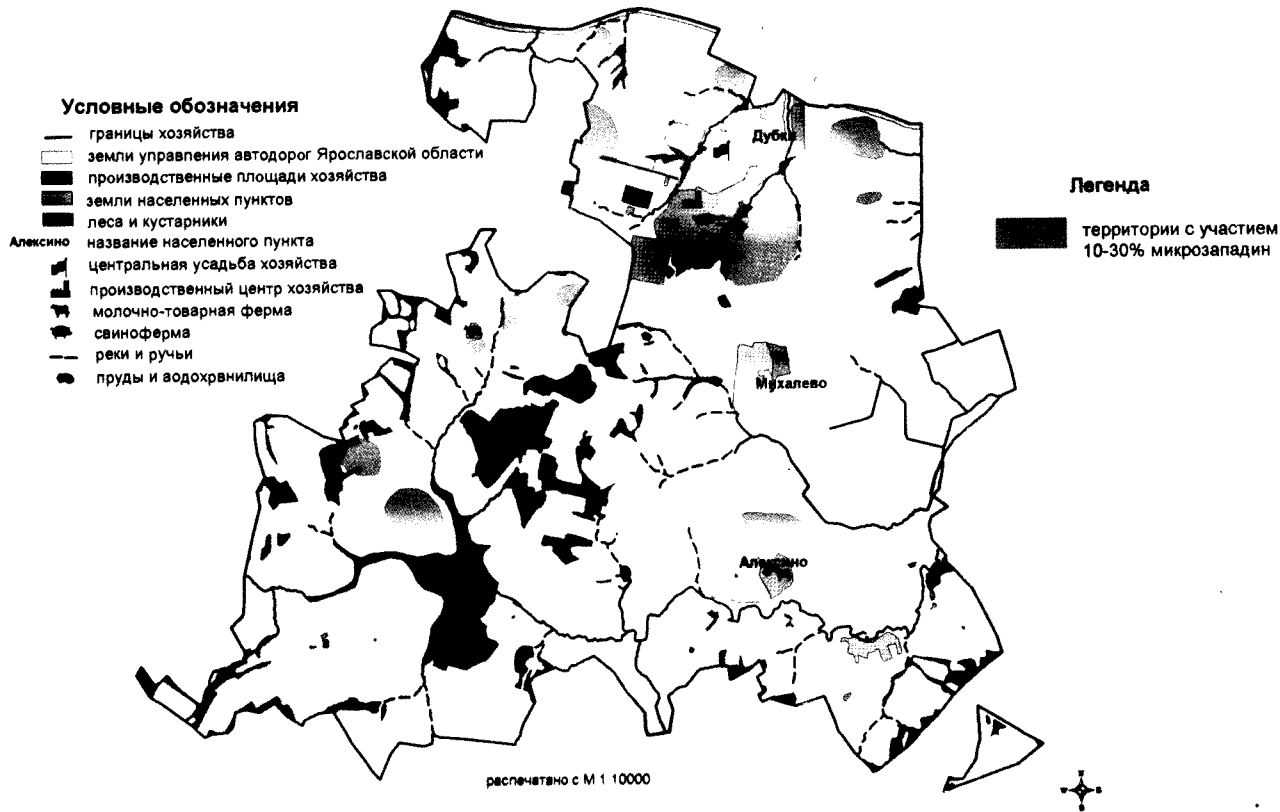 Условные обозначения
границы хозяйства
земли управпения автодорог Ярославской области
производственные площади хозяйства
земли населенных пунктов
леса и кустарники
Алексино название населенного пункта
центральная усадьба хозяйства
производственный центр хозяйства
молочно-товарная ферма
свиноферма
реки и ручьи
пруды и аодохрвнилища
Дубки
Легенда
территории с участием
10-30% микрозападин
Михалево
Алексино
распечатано с М 1 10000